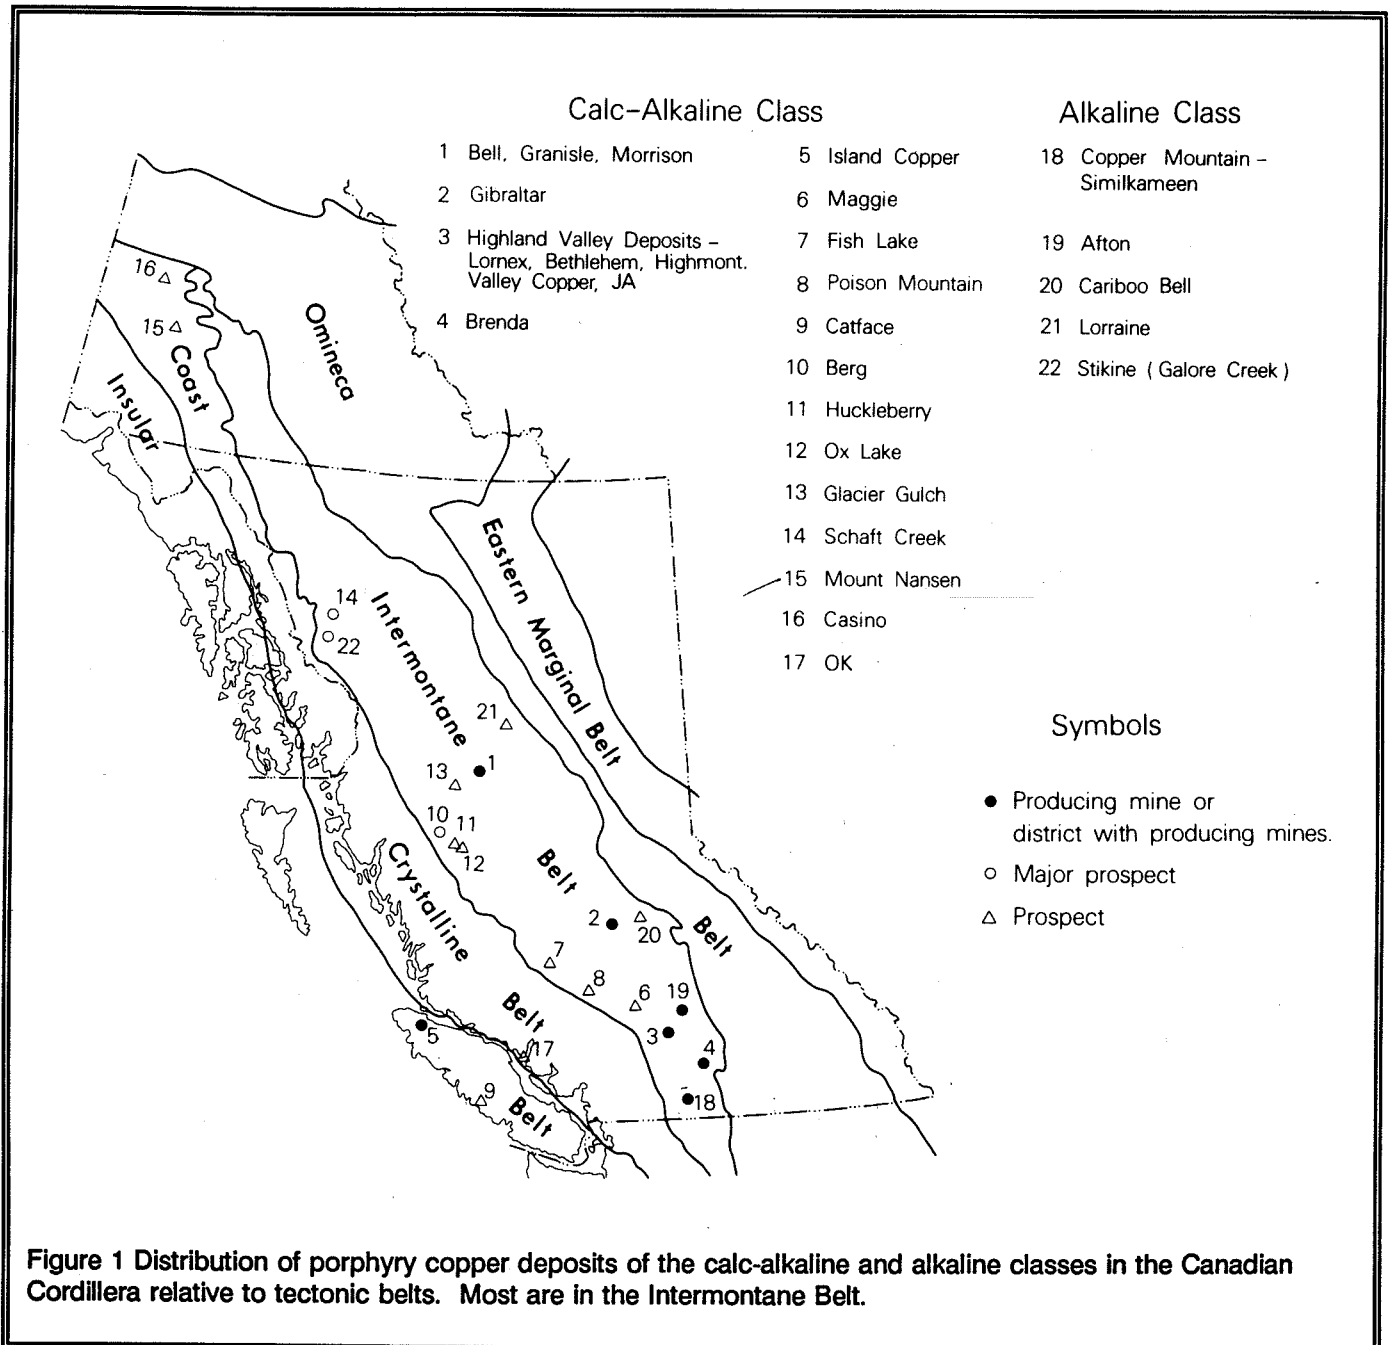 Calc-Alkaline Class
1 Bell, Granisle, Morrison
2 Gibraltar
3 Highland Valley Deposits -
Lornex, Bethlehem, Highmont.
Valley Copper, JA
4 Brenda
5 Island Copper
6 Maggie
7 Fish Lake
8 Poison Mountain
9 Catface
10 Berg
11 Huckleberry
12 Ox Lake
13 Glacier Gulch
14 Schaft Creek
15 Mount Nansen
16 Casino
17 OK
Alkaline Class
18 Copper Mountain -
Similkameen
19 Afton
20 Cariboo Bell
21 Lorraine
22 Stikine ( Galore Creek )
Symbols
Producing mine or
district with producing mines.
Major prospect
Prospect
16
15
Coast
Insular
Omineca
Eastern Marginal Belt
14
22
Intermontane
21
1
13
10
11
12
Crystalline
Belt
2
20
Belt
7
8
6
19
3
4
Belt
5
17
9
Belt
18
Figure 1 Distribution of porphyry copper deposits of the calc-alkaline and alkaline classes in the Canadian
Cordillera relative to tectonic belts. Most are in the Intermontane Belt.